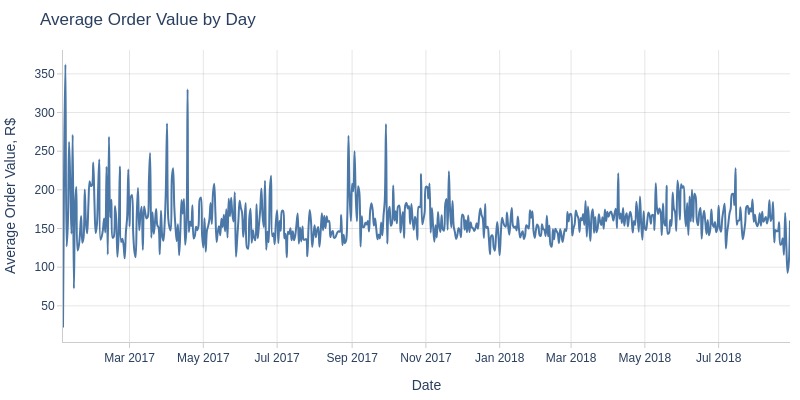 Average Order Value by Day
Average Order Value, R$
350
300
250
200
150
100
50
Mar 2017
May 2017
Jul 2017
Sep 2017
Nov 2017
Jan 2018
Mar 2018
May 2018
Jul 2018
Date